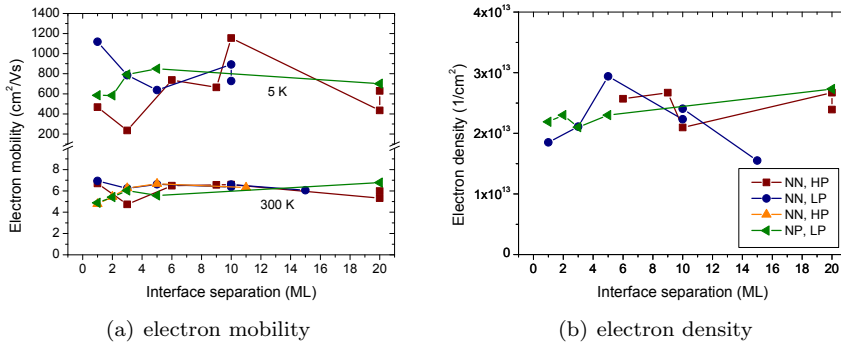 1400
1200
1000
800
600
400
200
8
6
4
2
0
0 2 4 6 8 10 12 14 16 18 20
Electron mobility (cm²/Vs)
5 K
300 K
Interface separation (ML)
(a) electron mobility
4x10¹³
3x10¹³
2x10¹³
1x10¹³
0
0 2 4 6 8 10 12 14 16 18 20
Electron density (1/cm²)
NN, HP
NN, LP
NN, HP
NP, LP
Interface separation (ML)
(b) electron density